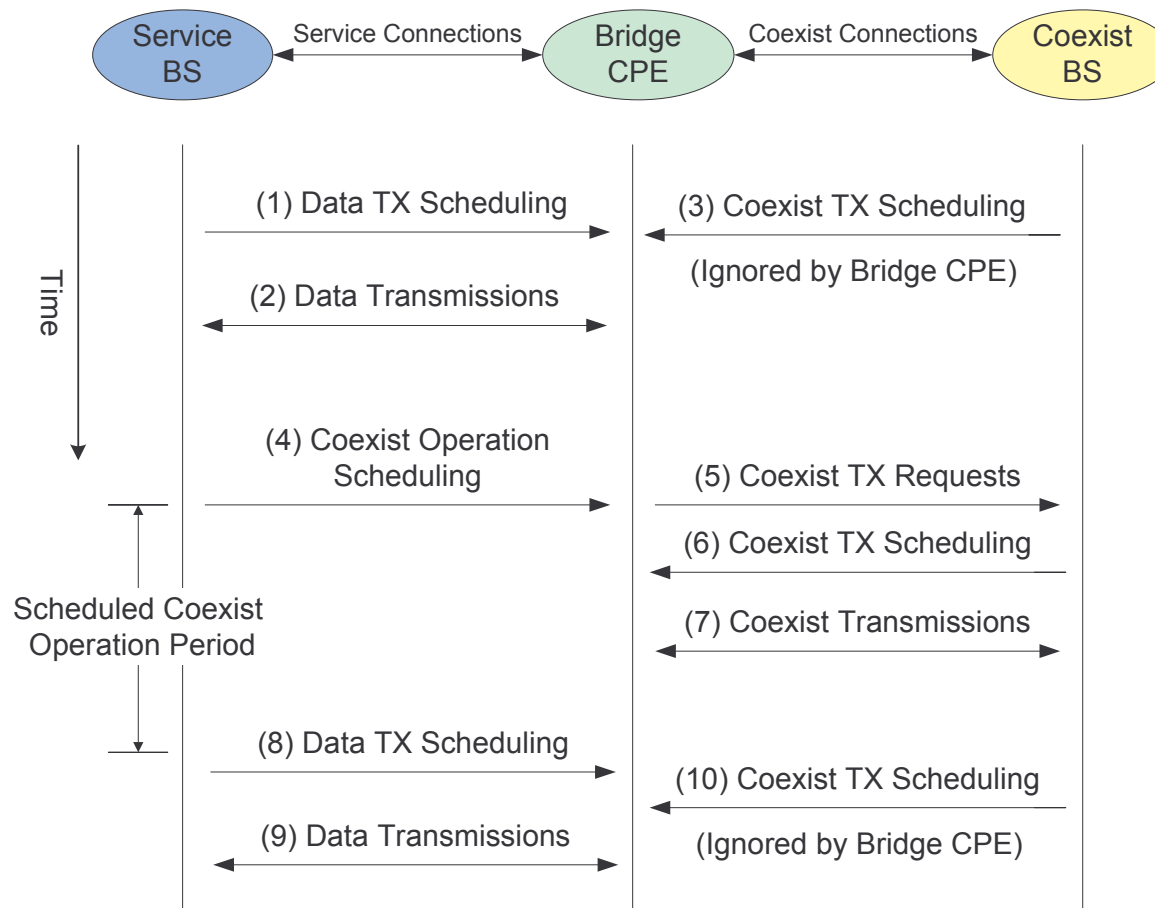 Service
BS
Service Connections
Bridge
CPE
Coexist Connections
Coexist
BS
Time
(1) Data TX Scheduling
(3) Coexist TX Scheduling
(Ignored by Bridge CPE)
(2) Data Transmissions
(4) Coexist Operation
Scheduling
(5) Coexist TX Requests
(6) Coexist TX Scheduling
Scheduled Coexist
Operation Period
(7) Coexist Transmissions
(8) Data TX Scheduling
(10) Coexist TX Scheduling
(9) Data Transmissions
(Ignored by Bridge CPE)